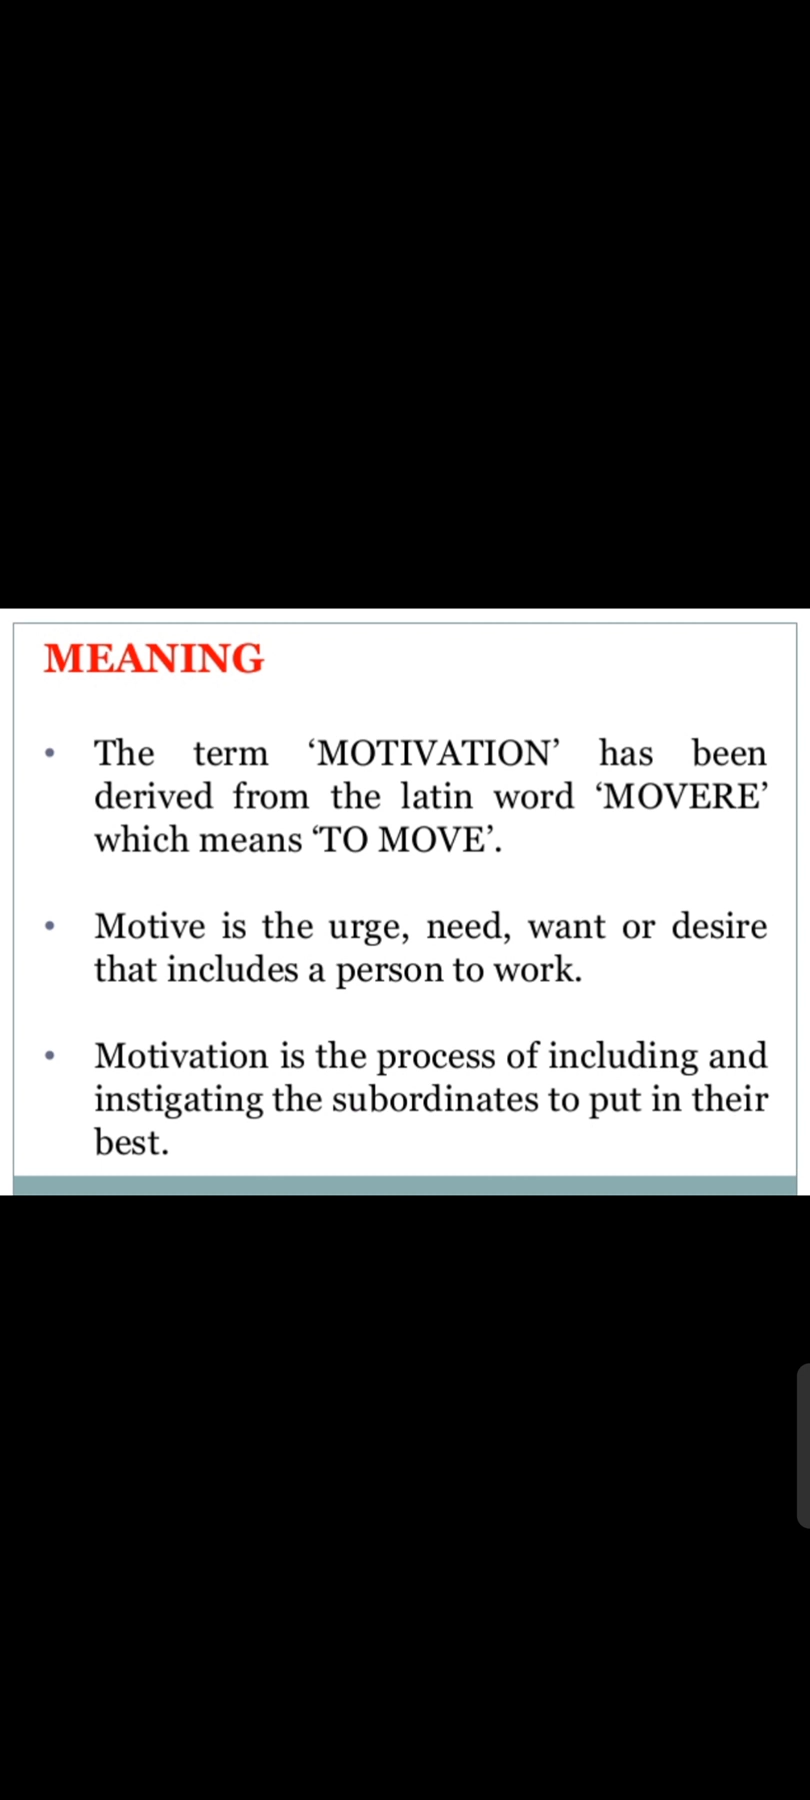 MEANING
• The term ‘MOTIVATION’ has been
derived from the latin word ‘MOVERE’
which means ‘TO MOVE’.
• Motive is the urge, need, want or desire
that includes a person to work.
• Motivation is the process of including and
instigating the subordinates to put in their
best.